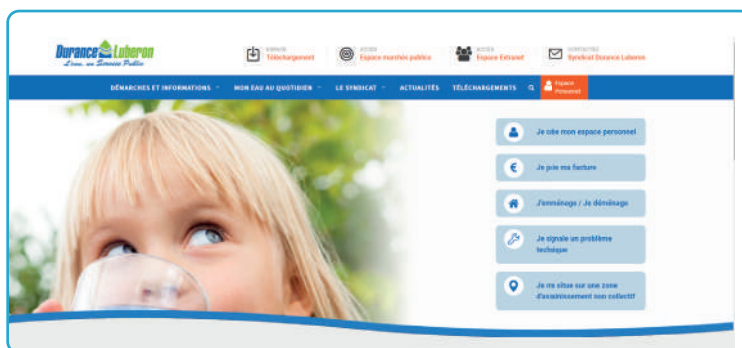 Durance Luberon
L'eau, un Service Public
Téléchargement
ACCÈS
Espace marchés publics
ACCÈS
Espace Extranet
CONTACTEZ
Syndicat Durance Luberon
DÉMARCHES ET INFORMATIONS
MON EAU AU QUOTIDIEN
LE SYNDICAT
ACTUALITÉS
TÉLÉCHARGEMENTS
Espace
Personnel
Je crée mon espace personnel
€
Je paie ma facture
J'emménage / Je déménage
Je signale un problème
technique
Je me situe sur une zone
d'assainissement non collectif